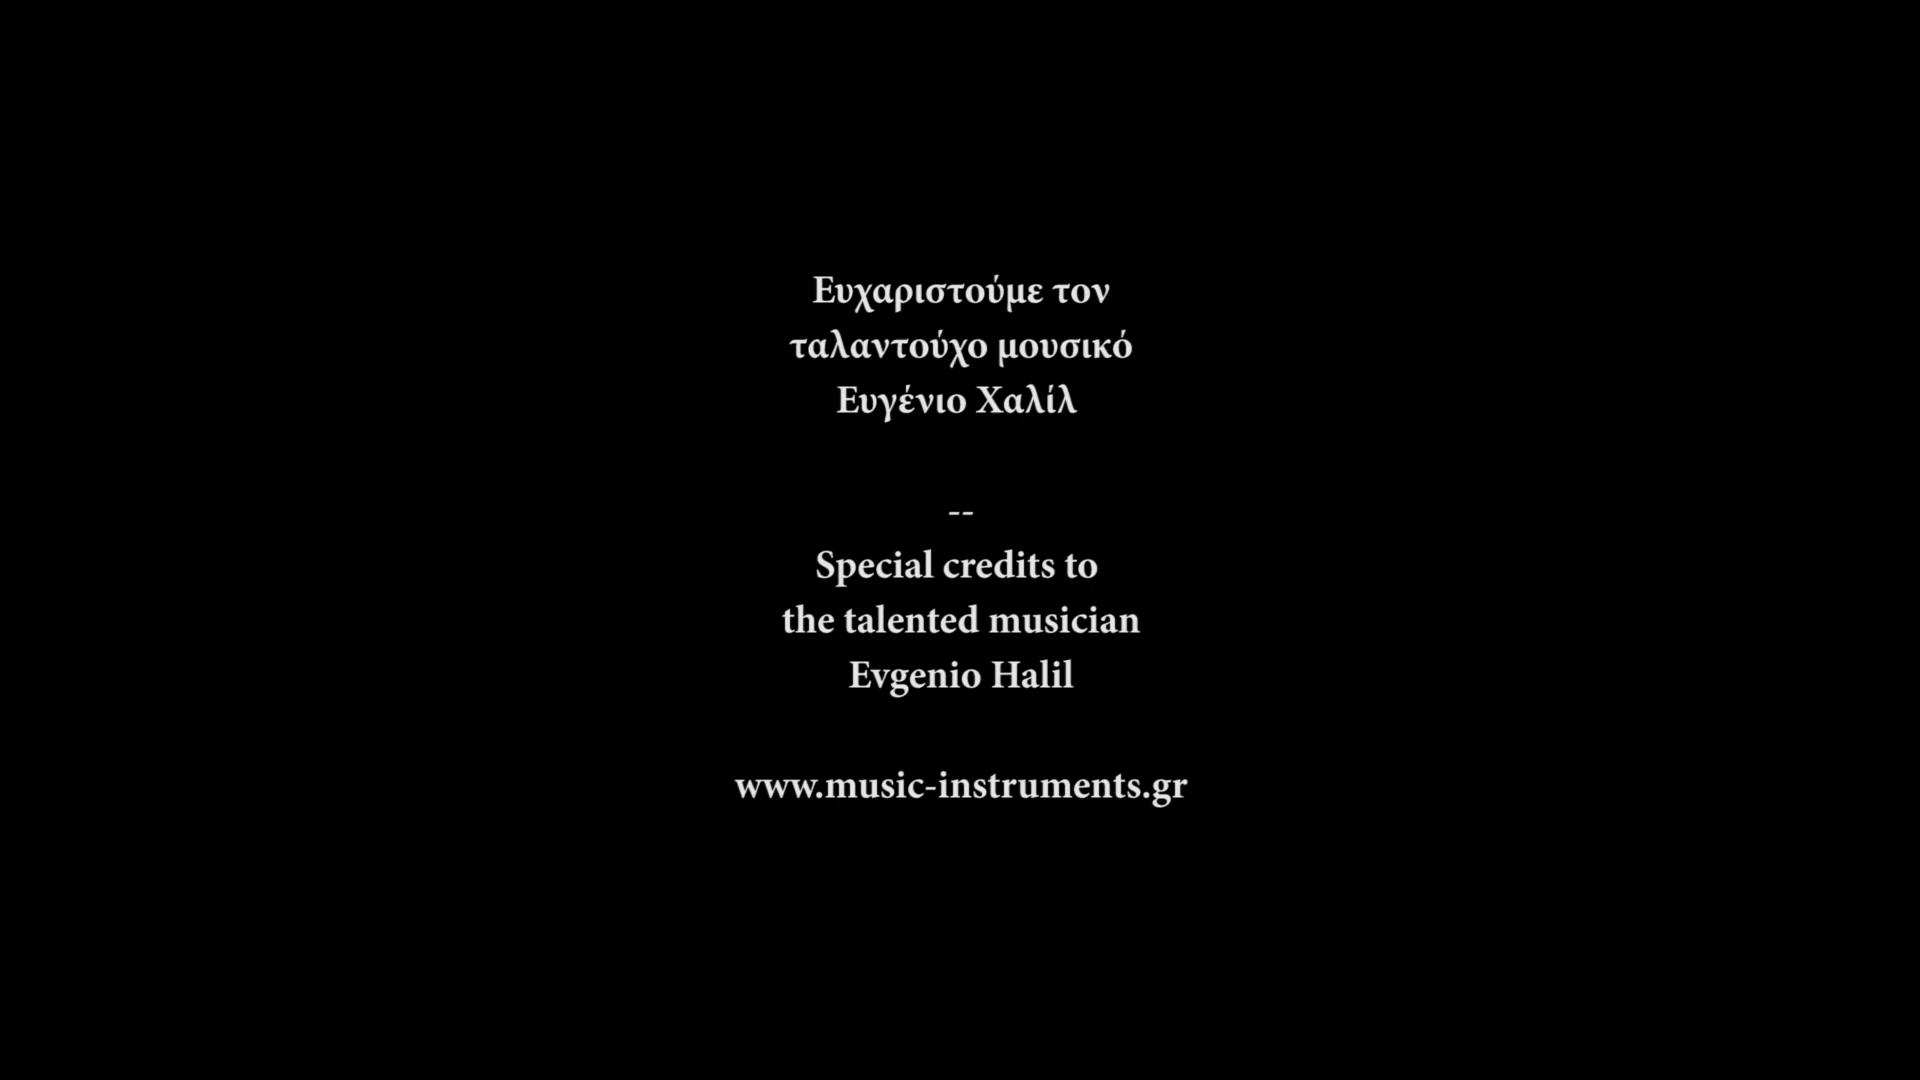 Ευχαριστούμε τον
ταλαντούχο μουσικό
Ευγένιο Χαλίλ
--
Special credits to
the talented musician
Evgenio Halil
www.music-instruments.gr